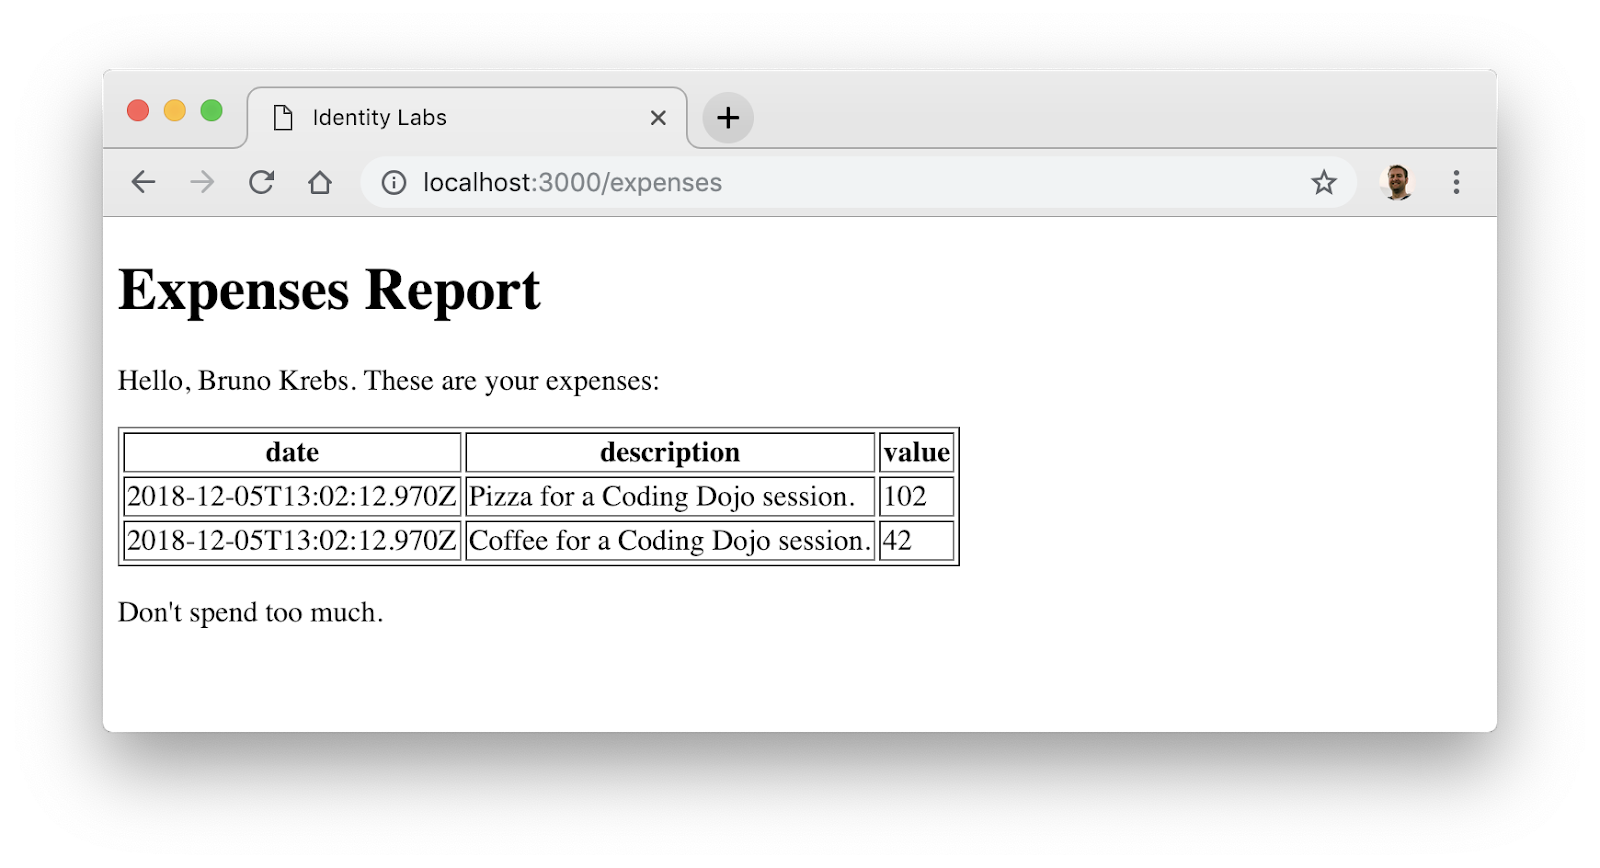 Identity Labs
localhost:3000/expenses
Expenses Report
Hello, Bruno Krebs. These are your expenses:
date description value
2018-12-05T13:02:12.970Z Pizza for a Coding Dojo session. 102
2018-12-05T13:02:12.970Z Coffee for a Coding Dojo session. 42
Don't spend too much.